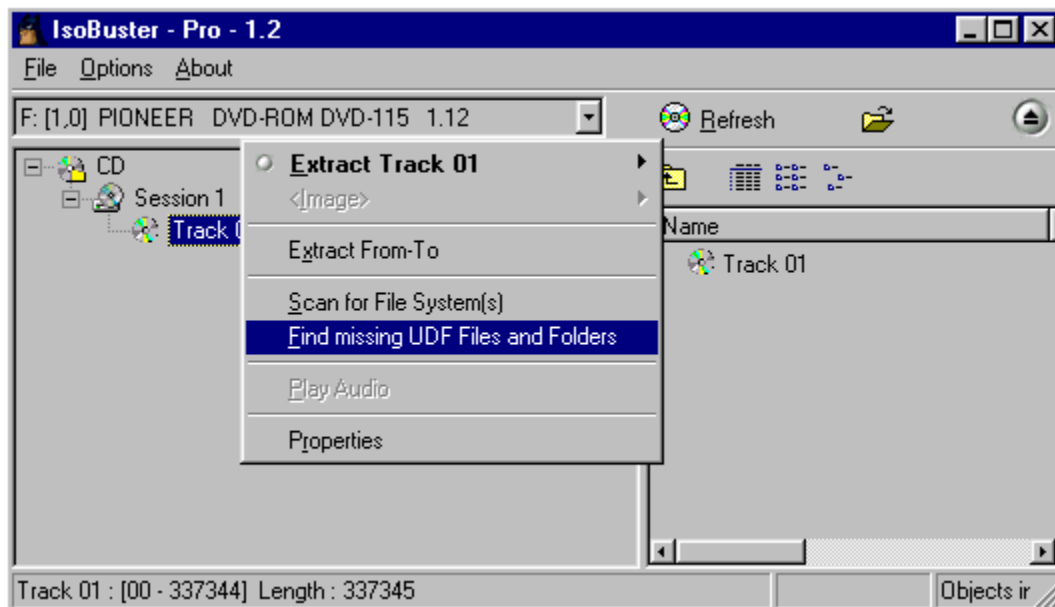 IsoBuster - Pro - 1.2
File Options About
F: [1,0] PIONEER DVD-ROM DVD-115 1.12
Refresh
CD
Session 1
Track
Extract Track 01
<Image>
Extract From-To
Scan for File System(s)
Find missing UDF Files and Folders
Play Audio
Properties
Name
Track 01
Track 01 : [00 - 337344] Length : 337345
Objects ir